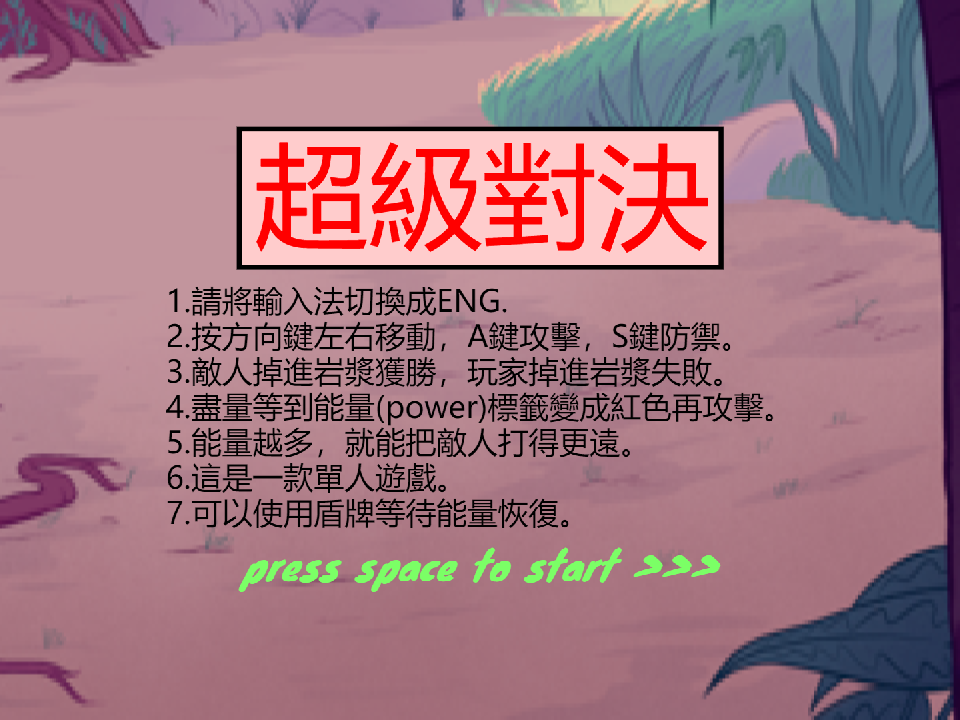 超級對決
1.請將輸入法切換成ENG.
2.按方向鍵左右移動，A鍵攻擊，S鍵防禦。
3.敵人掉進岩漿獲勝，玩家掉進岩漿失敗。
4.盡量等到能量(power)標籤變成紅色再攻擊。
5.能量越多，就能把敵人打得更遠。
6.這是一款單人遊戲。
7.可以使用盾牌等待能量恢復。
press space to start >>>